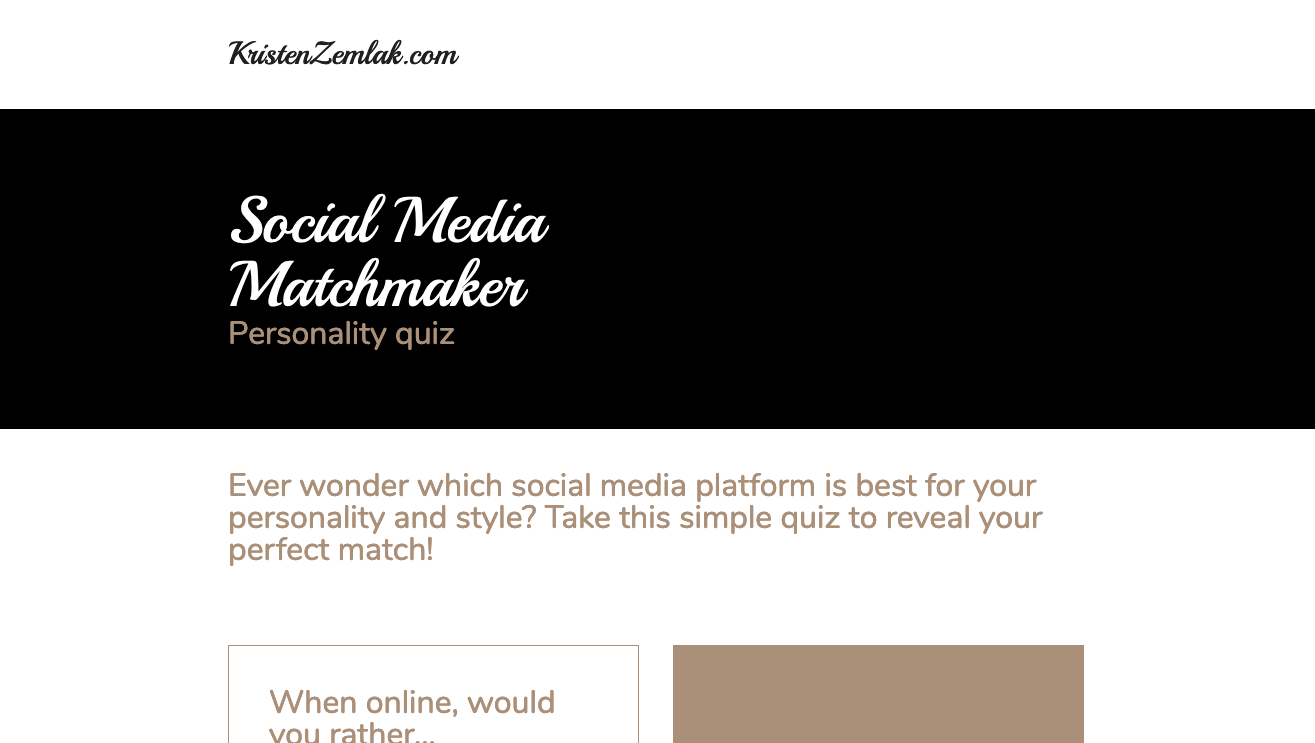 KristenZemlak.com
Social Media
Matchmaker
Personality quiz
Ever wonder which social media platform is best for your
personality and style? Take this simple quiz to reveal your
perfect match!
When online, would
you rather...